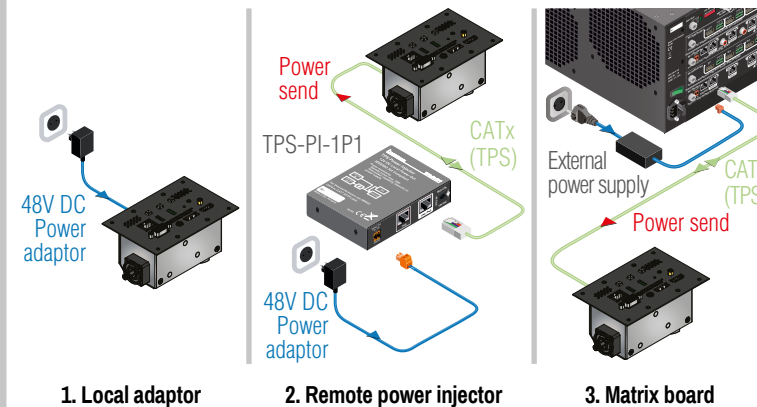 48V DC
Power
adaptor
1. Local adaptor
Power
send
TPS-PI-1P1
CATx
(TPS)
48V DC
Power
adaptor
2. Remote power injector
External
power supply
CAT
(TPS
Power send
3. Matrix board